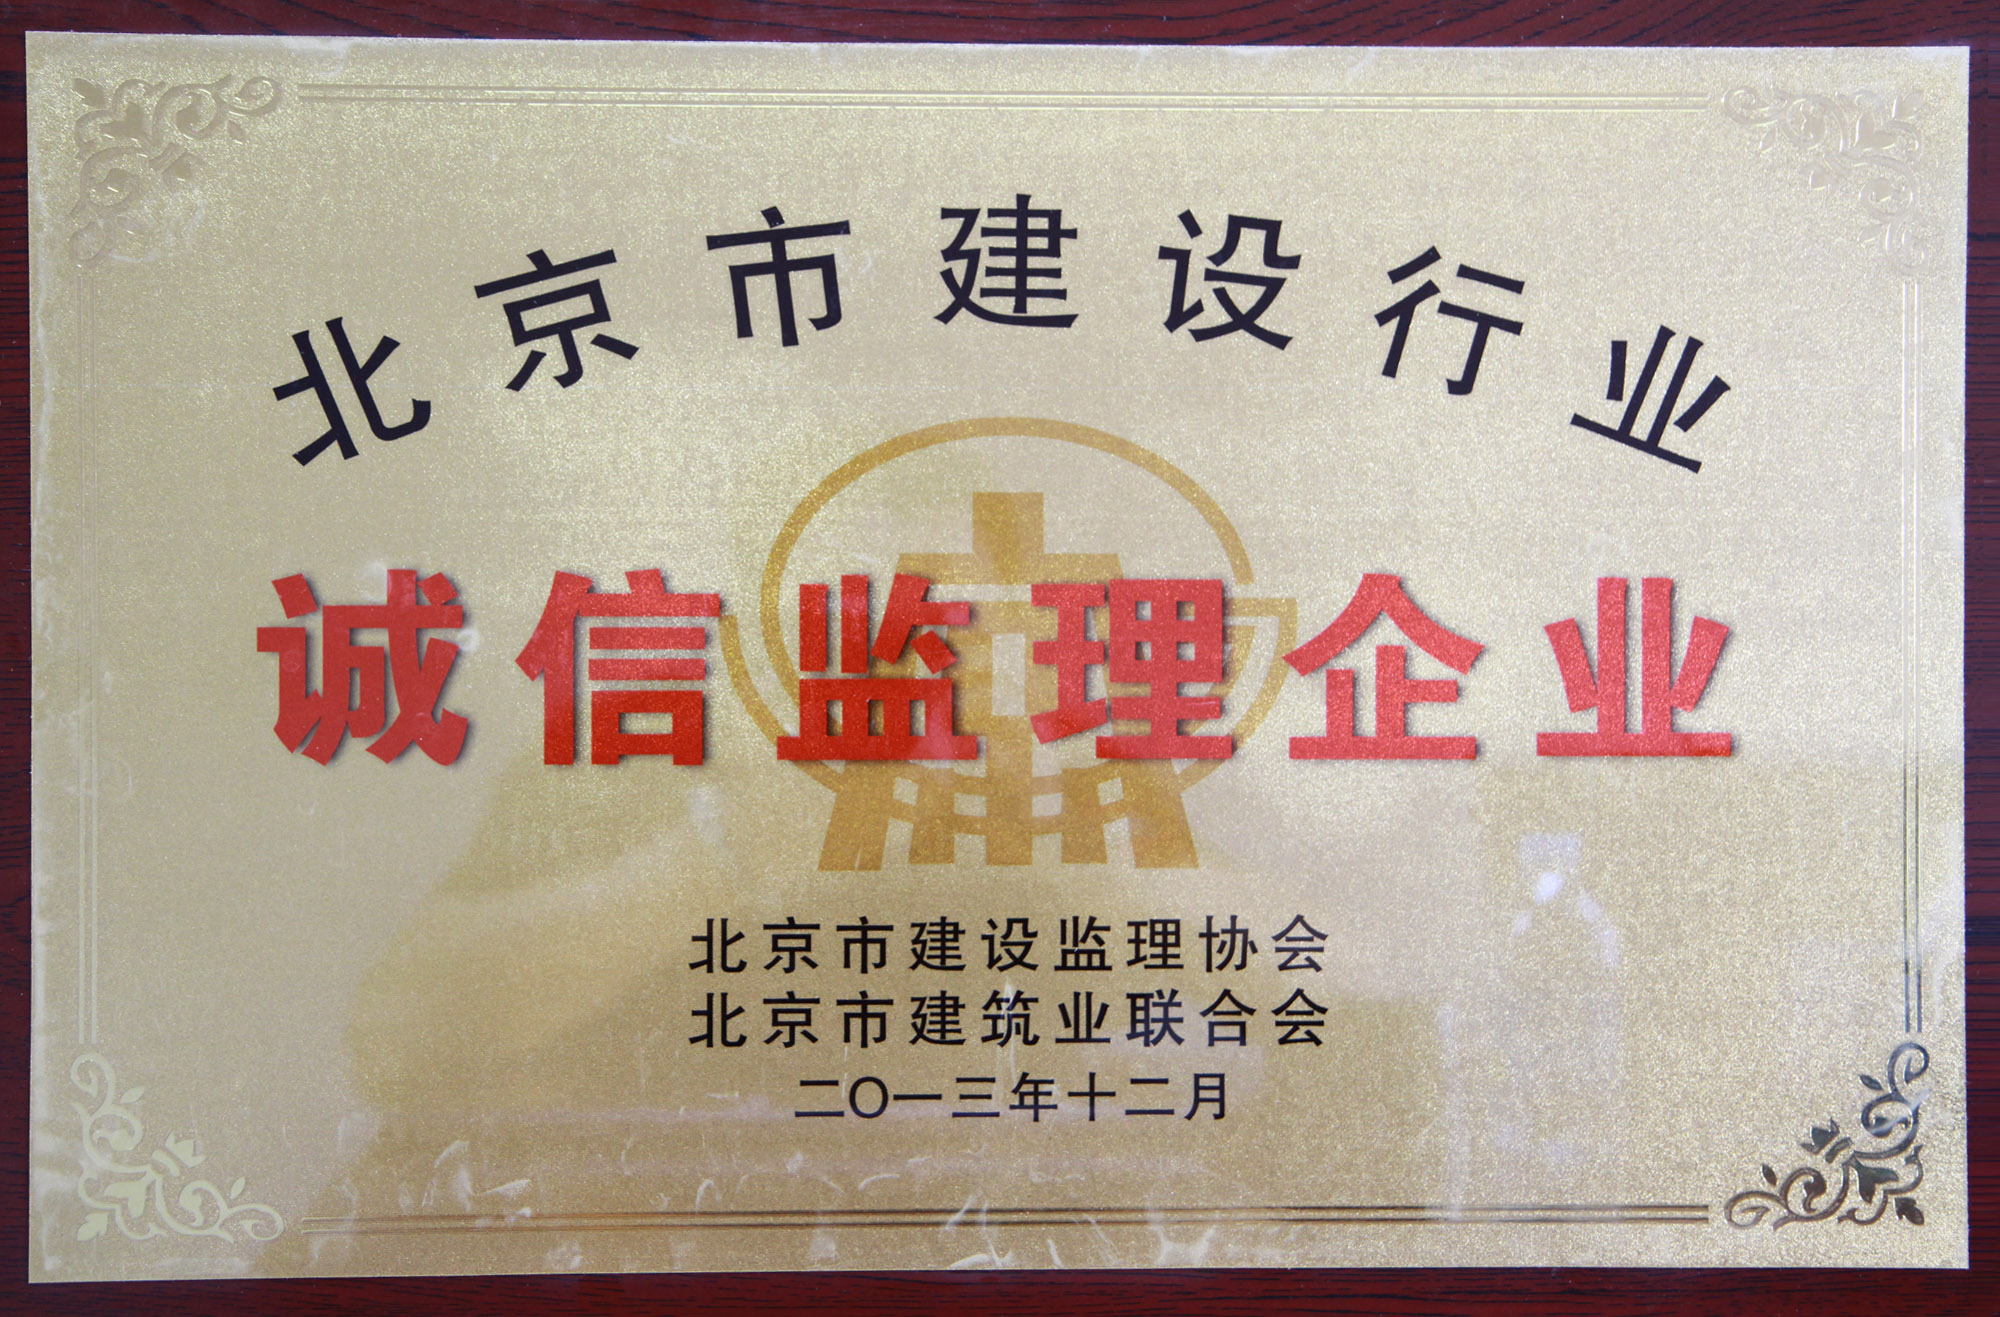 北京市建设行业
诚信监理企业
北京市建设监理协会
北京市建筑业联合会
二〇一三年十二月